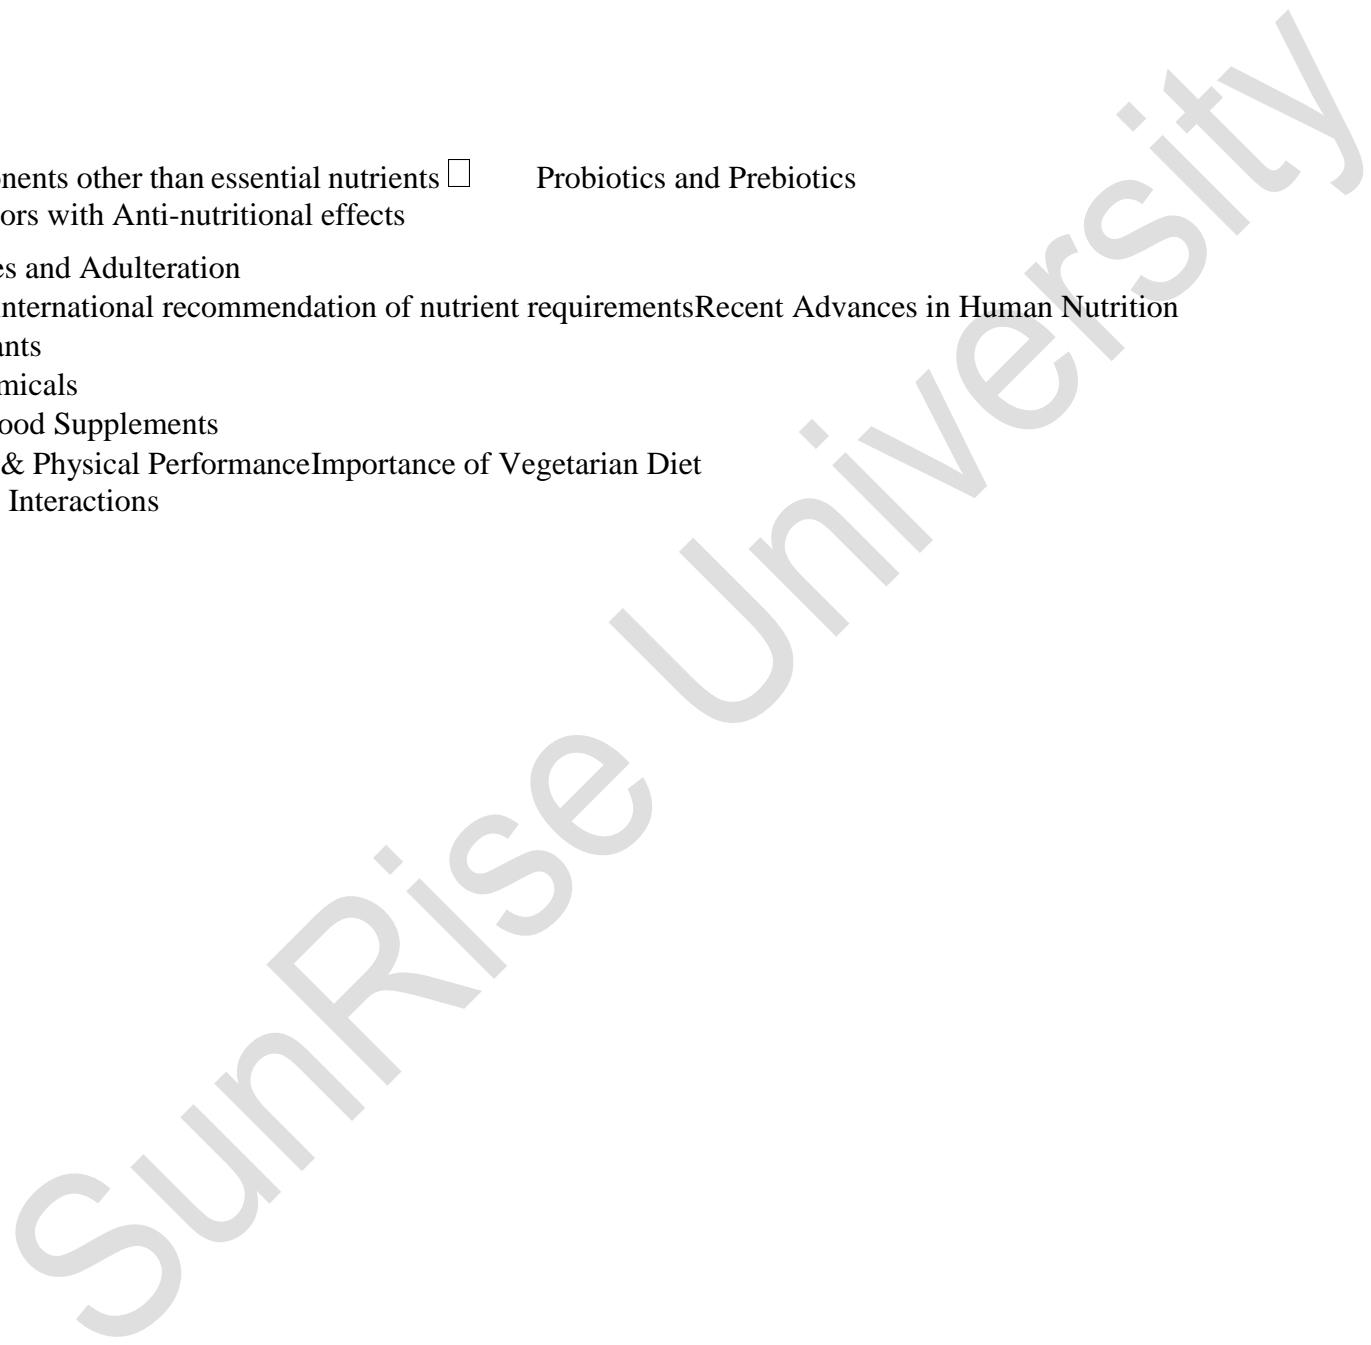 nents other than essential nutrients Probiotics and Prebiotics
ors with Anti-nutritional effects
es and Adulteration
nternational recommendation of nutrient requirementsRecent Advances in Human Nutrition
ants
micals
ood Supplements
& Physical PerformanceImportance of Vegetarian Diet
Interactions
SunRise University